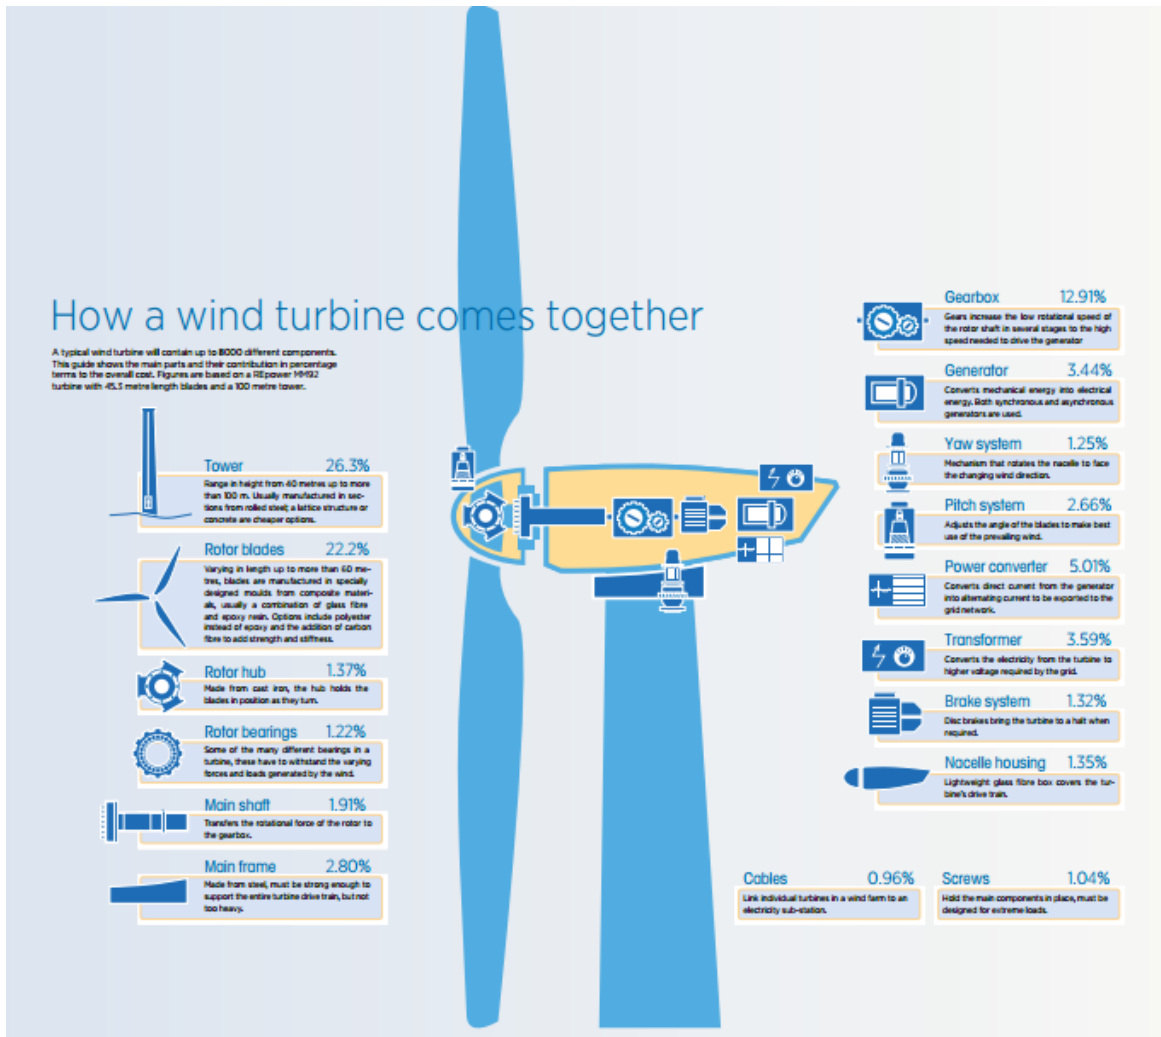 How a wind turbine comes together
A typical wind turbine will contain up to 8000 different components.
This guide shows the main parts and their contribution in percentage
terms to the overall cost. Figures are based on a REpower MM92
turbine with 45.3 metre length blades and a 100 metre tower.
Tower 26.3%
Range in height from 40 metres up to more
than 100 m. Usually manufactured in sec-
tions from rolled steel; a lattice structure or
concrete are cheaper options.
Rotor blades 22.2%
Varying in length up to more than 60 me-
tres, blades are manufactured in specially
designed moulds from composite materi-
als, usually a combination of glass fibre
and epoxy resin. Options include polyester
instead of epoxy and the addition of carbon
fibre to add strength and stiffness.
Rotor hub 1.37%
Made from cast iron, the hub holds the
blades in position as they turn.
Rotor bearings 1.22%
Some of the many different bearings in a
turbine, these have to withstand the varying
forces and loads generated by the wind.
Main shaft 1.91%
Transfers the rotational force of the rotor to
the gearbox.
Main frame 2.80%
Made from steel, must be strong enough to
support the entire turbine drive train, but not
too heavy.
Gearbox 12.91%
Gears increase the low rotational speed of
the rotor shaft in several stages to the high
speed needed to drive the generator
Generator 3.44%
Converts mechanical energy into electrical
energy. Both synchronous and asynchronous
generators are used.
Yaw system 1.25%
Mechanism that rotates the nacelle to face
the changing wind direction.
Pitch system 2.66%
Adjusts the angle of the blades to make best
use of the prevailing wind.
Power converter 5.01%
Converts direct current from the generator
into alternating current to be exported to the
grid network.
Transformer 3.59%
Converts the electricity from the turbine to
higher voltage required by the grid.
Brake system 1.32%
Disc brakes bring the turbine to a halt when
required.
Nacelle housing 1.35%
Lightweight glass fibre box covers the tur-
bine's drive train.
Cables 0.96%
Link individual turbines in a wind farm to an
electricity sub-station.
Screws 1.04%
Hold the main components in place, must be
designed for extreme loads.